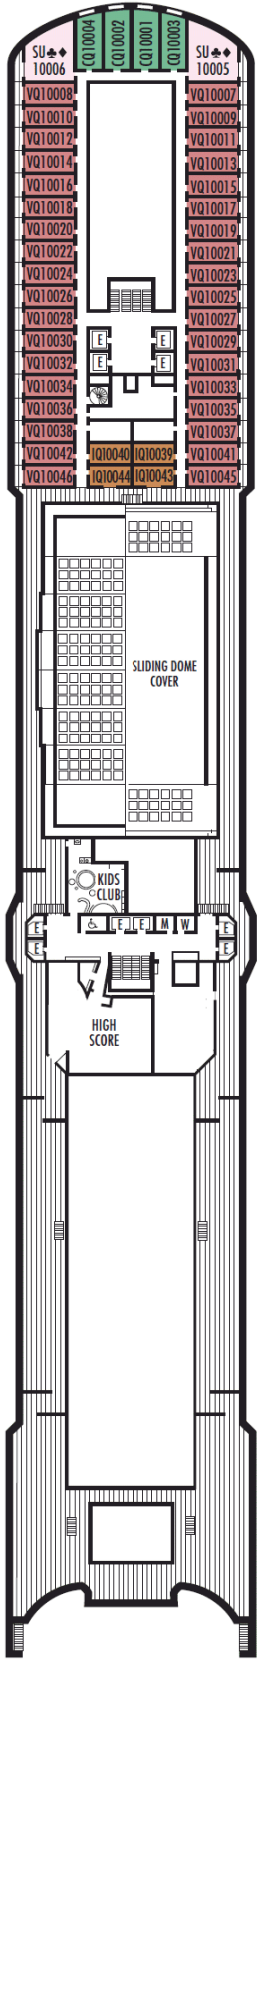 CQ10004
CQ10002
CQ10001
CQ10003
SU♣♦
10006
SU♣♦
10005
VQ10008
VQ10007
VQ10010
VQ10009
VQ10012
VQ10011
VQ10014
VQ10013
VQ10016
VQ10015
VQ10018
VQ10017
VQ10020
VQ10019
VQ10022
VQ10021
VQ10024
VQ10023
VQ10026
VQ10025
VQ10028
VQ10027
VQ10030
E
E
VQ10029
VQ10032
E
E
VQ10031
VQ10034
VQ10033
VQ10036
VQ10035
VQ10038
VQ10037
VQ10042
IQ10040
IQ10039
VQ10041
VQ10046
IQ10044
IQ10043
VQ10045
SLIDING DOME
COVER
KIDS
CLUB
E
E
E
M
W
E
E
E
HIGH
SCORE